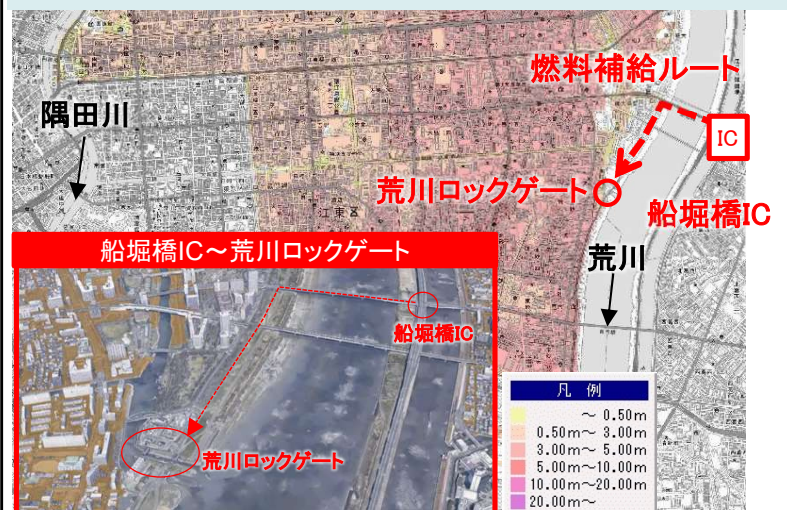 燃料補給ルート
隅田川
IC
荒川ロックゲート
船堀橋IC
江東区
荒川
船堀橋IC～荒川ロックゲート
船堀橋IC
荒川ロックゲート
凡 例
～ 0.50m
0.50m～ 3.00m
3.00m～ 5.00m
5.00m～10.00m
10.00m～20.00m
20.00m～